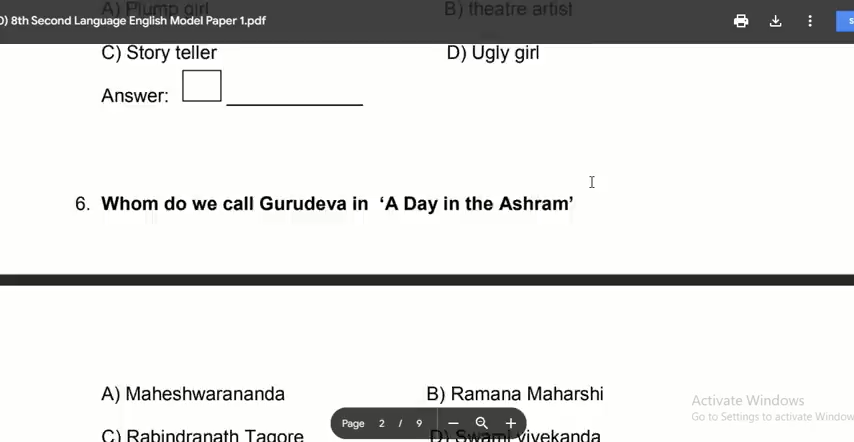 A) Plump girl B) theatre artist
D) 8th Second Language English Model Paper 1.pdf
C) Story teller D) Ugly girl
Answer:
6. Whom do we call Gurudeva in ‘A Day in the Ashram’
A) Maheshwarananda B) Ramana Maharshi
Activate Windows
Go to Settings to activate Window
Page 2 / 9
C) Rabindranath Tagore D) Swami vivekanda